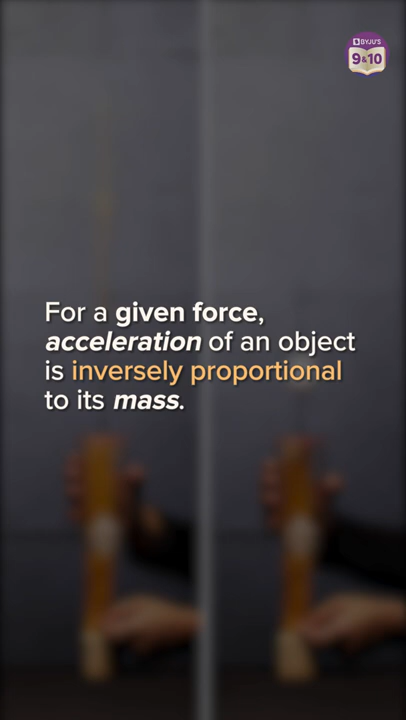 BYJU'S
9&10
For a given force,
acceleration of an object
is inversely proportional
to its mass.